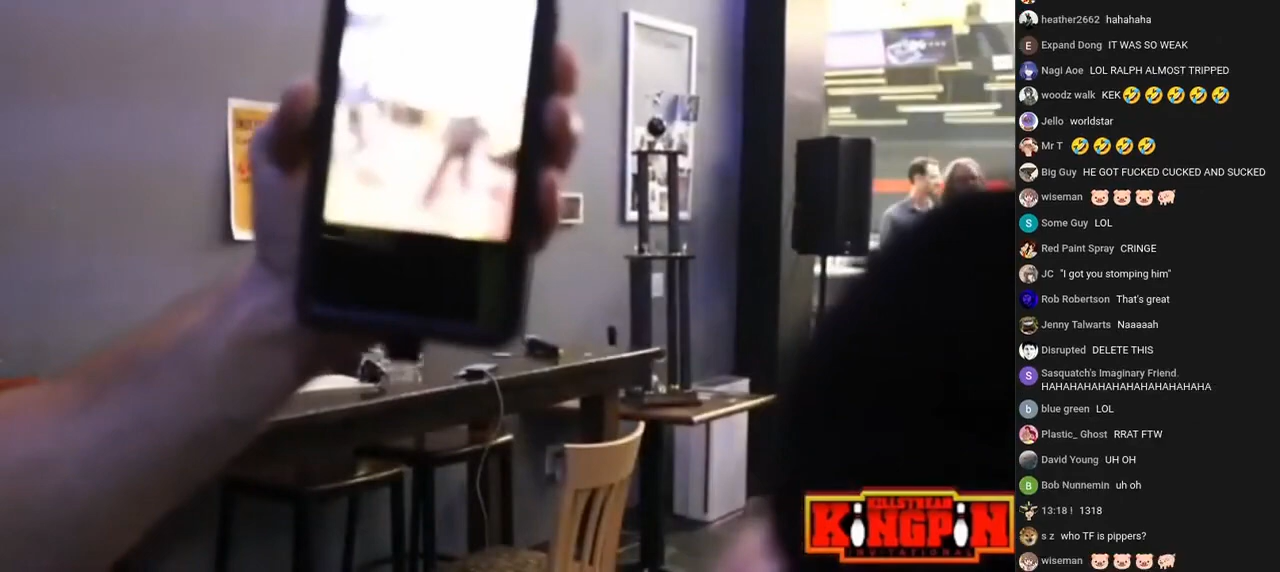 heather2662 hahahaha
Expand Dong IT WAS SO WEAK
Nagi Aoe LOL RALPH ALMOST TRIPPED
woodz walk KEK🤣🤣🤣🤣🤣
Jello worldstar
Mr T 🤣🤣🤣🤣
Big Guy HE GOT FUCKED CUCKED AND SUCKED
wiseman 🐷🐷🐷🐖
S Some Guy LOL
Red Paint Spray CRINGE
JC "I got you stomping him"
Rob Robertson That's great
Jenny Talwarts Naaaaah
Disrupted DELETE THIS
S Sasquatch's Imaginary Friend.
HAHAHAHAHAHAHAHAHAHAHA
b blue green LOL
Plastic_ Ghost RRAT FTW
David Young UH OH
B Bob Nunnemin uh oh
13:18 ! 1318
s z who TF is pippers?
wiseman 🐷🐷🐷🐖
KILLSTREAM
KINGPIN
INVITATIONAL